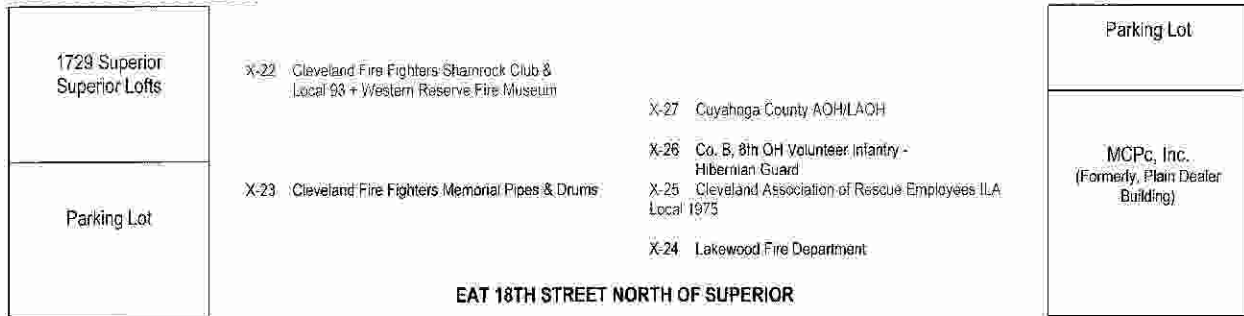 1729 Superior
Superior Lofts
Parking Lot
X-22 Cleveland Fire Fighters Shamrock Club &
Local 93 + Western Reserve Fire Museum
X-23 Cleveland Fire Fighters Memorial Pipes & Drums
X-27 Cuyahoga County AOH/LAOH
X-26 Co. B, 8th OH Volunteer Infantry -
Hibernian Guard
X-25 Cleveland Association of Rescue Employees ILA
Local 1975
X-24 Lakewood Fire Department
Parking Lot
MCPc, Inc.
(Formerly, Plain Dealer
Building)
EAT 18TH STREET NORTH OF SUPERIOR